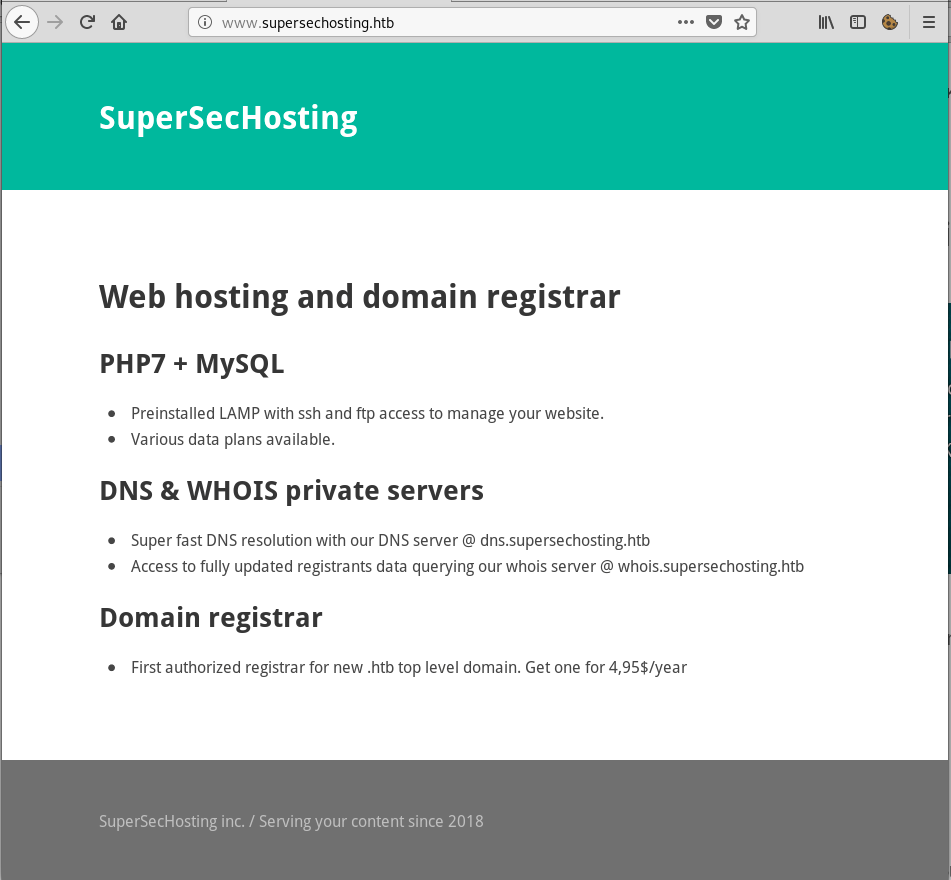 www.supersechosting.htb
SuperSecHosting
Web hosting and domain registrar
PHP7 + MySQL
● Preinstalled LAMP with ssh and ftp access to manage your website.
● Various data plans available.
DNS & WHOIS private servers
● Super fast DNS resolution with our DNS server @ dns.supersechosting.htb
● Access to fully updated registrants data querying our whois server @ whois.supersechosting.htb
Domain registrar
● First authorized registrar for new .htb top level domain. Get one for 4,95$/year
SuperSecHosting inc. / Serving your content since 2018